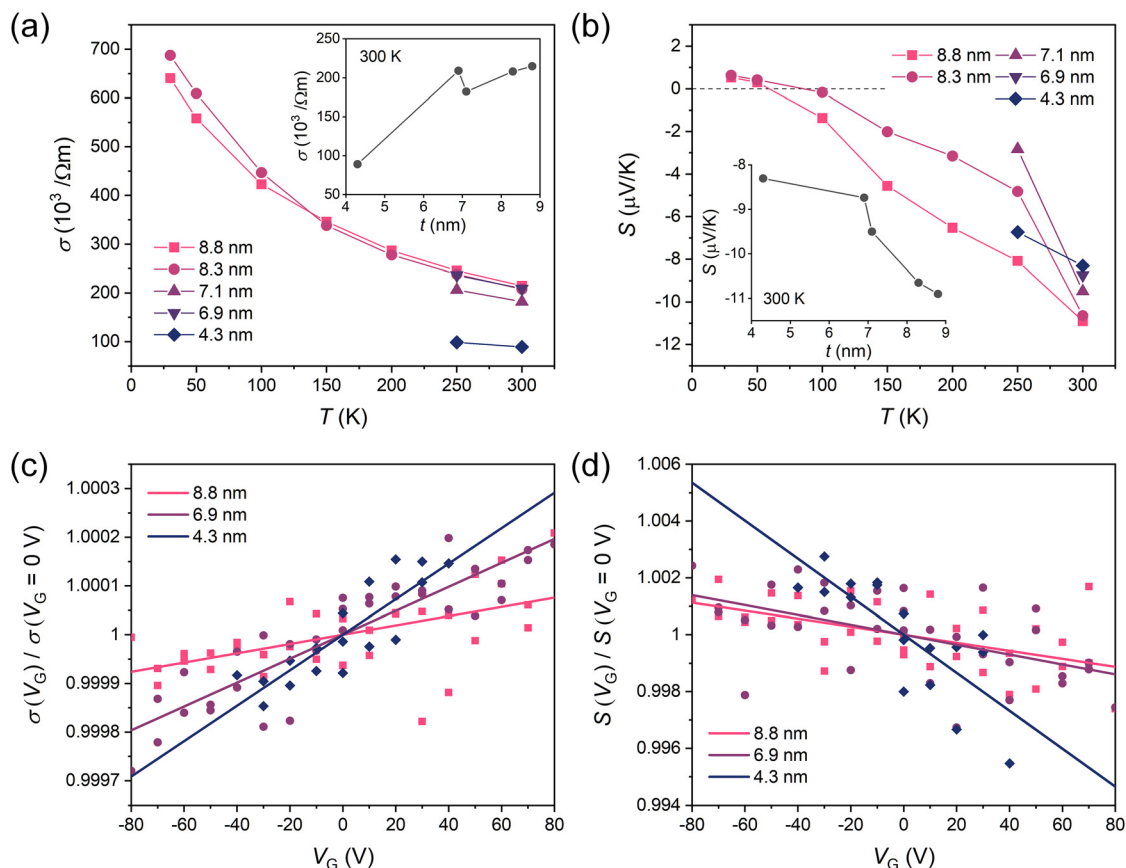 (a)
σ (10³ /Ωm)
700
600
500
400
300
200
100
0
50
100
150
200
250
300
T (K)
8.8 nm
8.3 nm
7.1 nm
6.9 nm
4.3 nm
300 K
σ (10³ /Ωm)
250
200
150
100
50
0
4
5
6
7
8
9
t (nm)
(b)
S (μV/K)
2
0
-2
-4
-6
-8
-10
-12
0
50
100
150
200
250
300
T (K)
8.8 nm
8.3 nm
7.1 nm
6.9 nm
4.3 nm
S (μV/K)
-8
-9
-10
-11
300 K
4
5
6
7
8
9
t (nm)
(c)
σ (VG) / σ (VG = 0 V)
1.0003
1.0002
1.0001
1
0.9999
0.9998
0.9997
-80
-60
-40
-20
0
20
40
60
80
VG (V)
8.8 nm
6.9 nm
4.3 nm
(d)
S (VG) / S (VG = 0 V)
1.006
1.004
1.002
1
0.998
0.996
0.994
-80
-60
-40
-20
0
20
40
60
80
VG (V)
8.8 nm
6.9 nm
4.3 nm